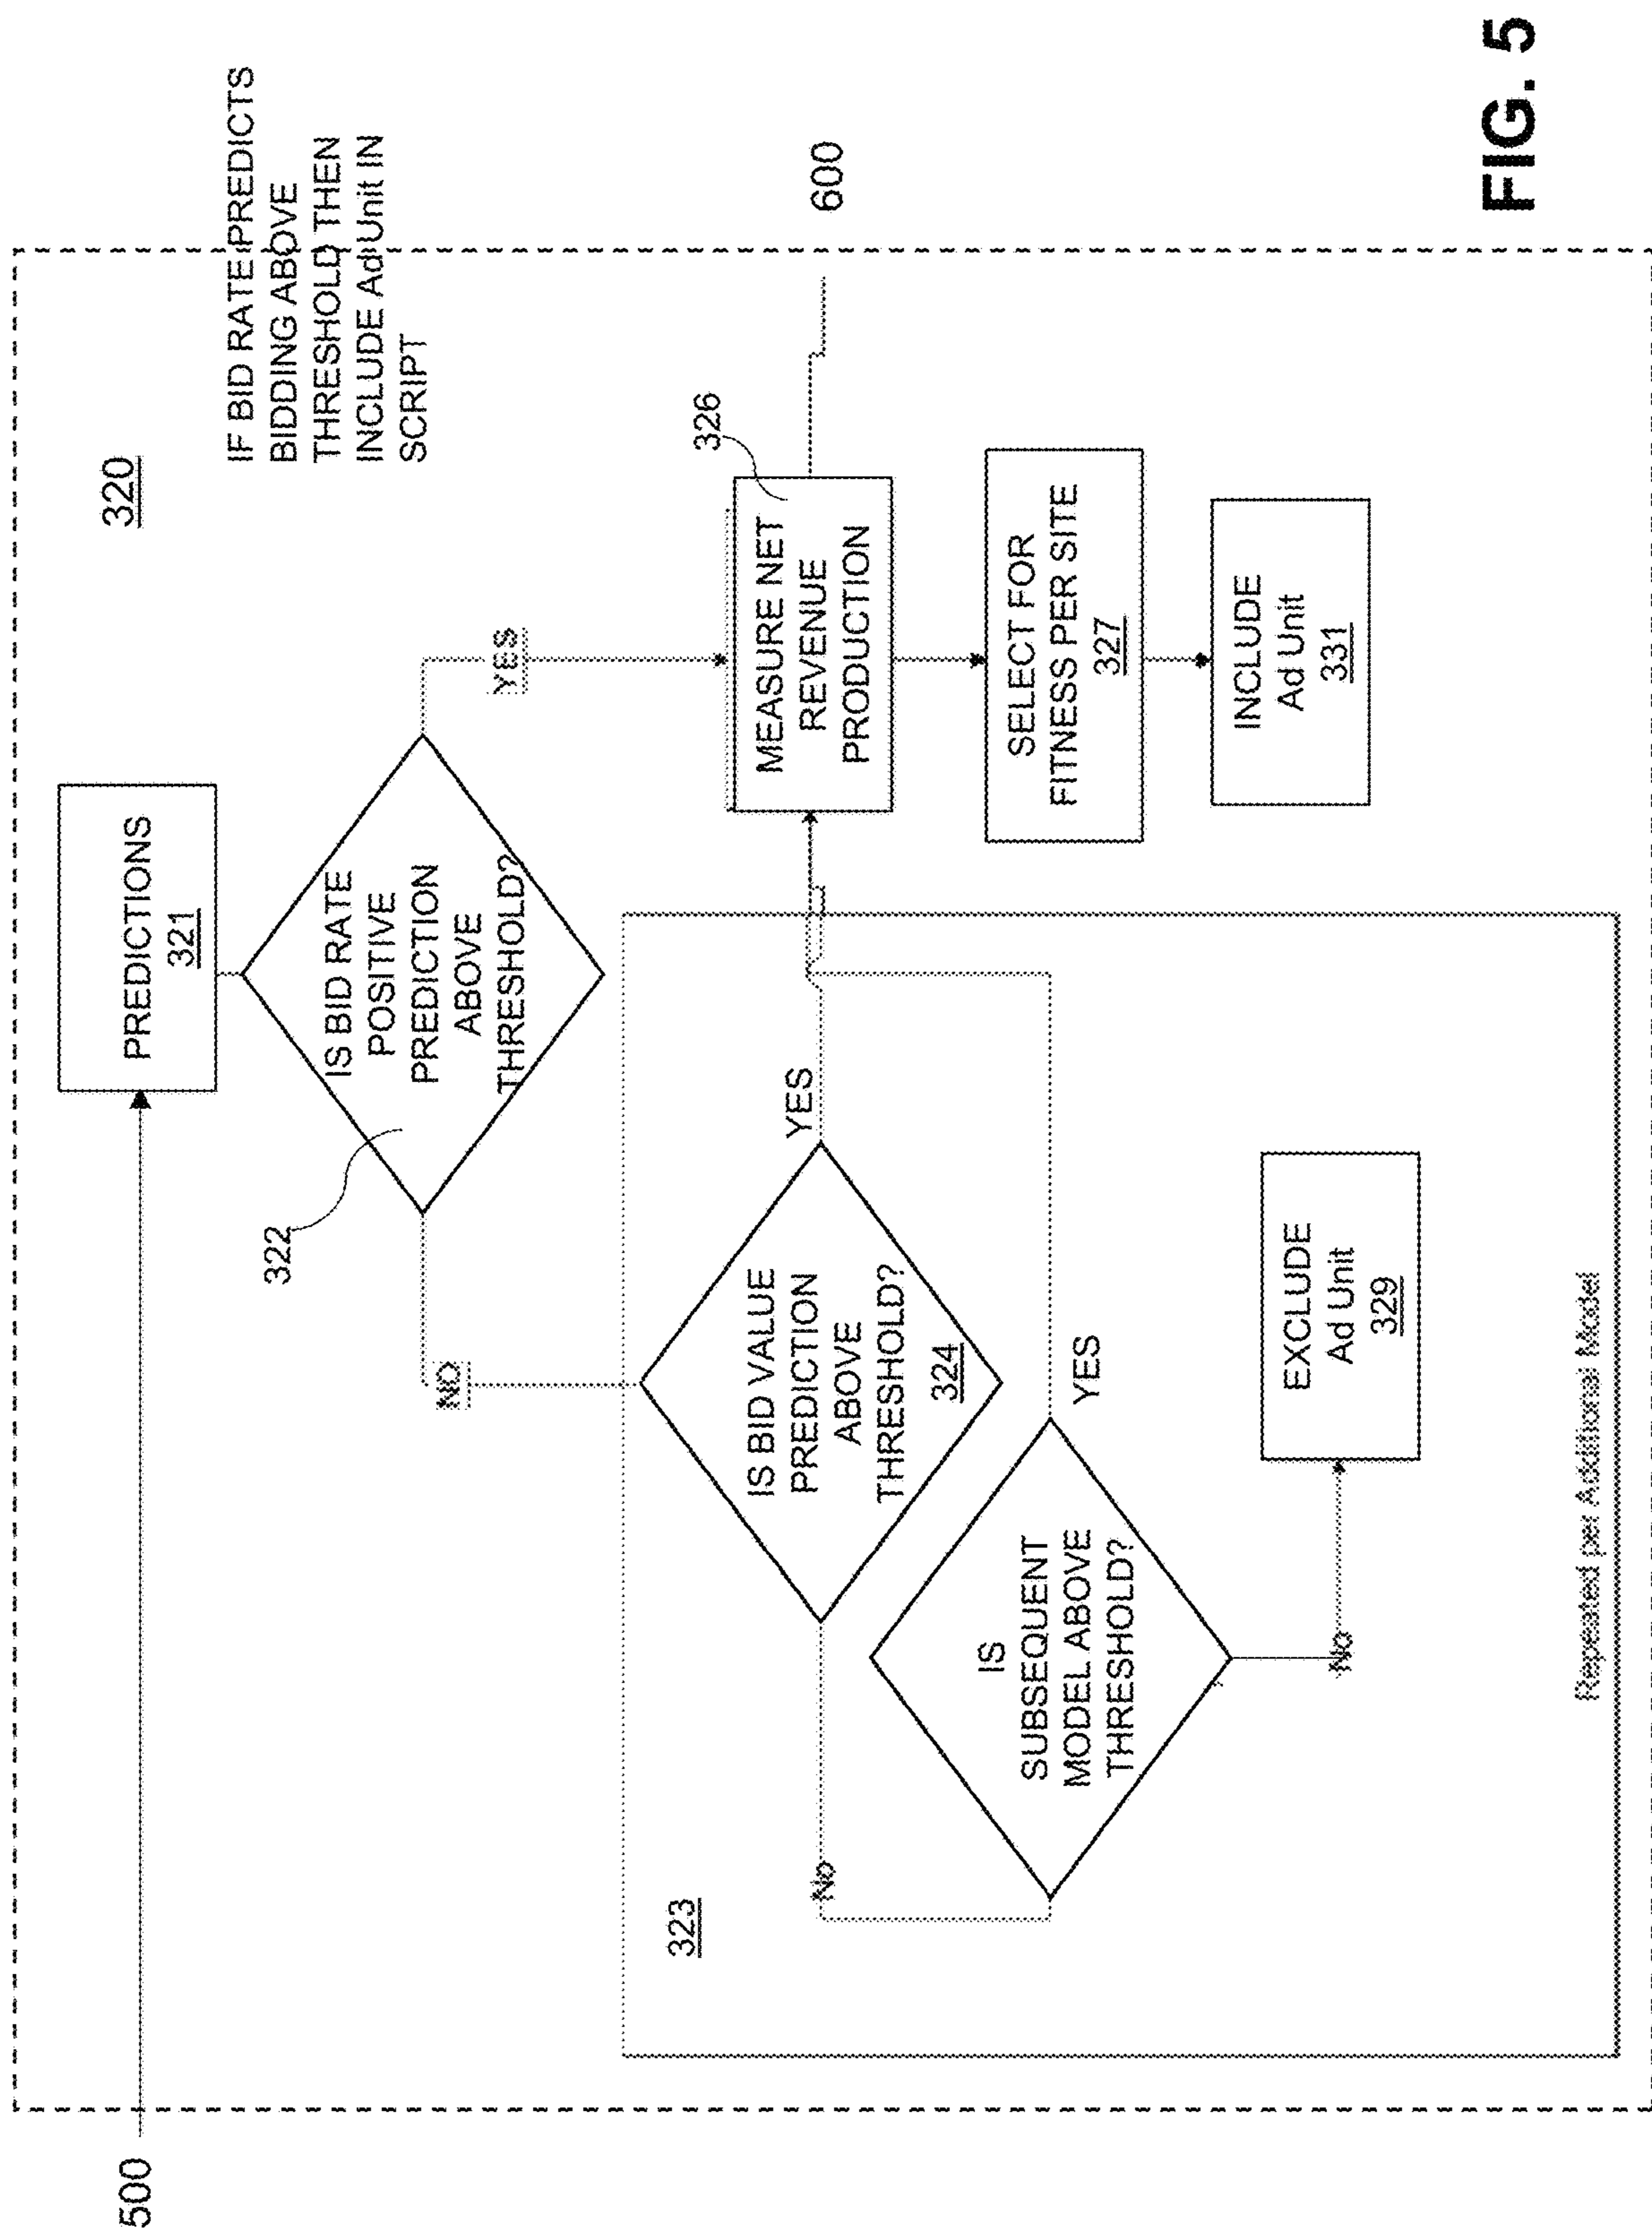 320
IF BID RATE PREDICTS
BIDDING ABOVE
THRESHOLD THEN
INCLUDE Ad Unit IN
SCRIPT
500
PREDICTIONS
321
322
IS BID RATE
POSITIVE
PREDICTION
ABOVE
THRESHOLD?
NO
YES
323
IS BID VALUE
PREDICTION
ABOVE
THRESHOLD?
324
YES
No
IS
SUBSEQUENT
MODEL ABOVE
THRESHOLD?
YES
No
EXCLUDE
Ad Unit
329
Repeated per Additional Model
326
MEASURE NET
REVENUE
PRODUCTION
600
SELECT FOR
FITNESS PER SITE
327
INCLUDE
Ad Unit
331
FIG. 5